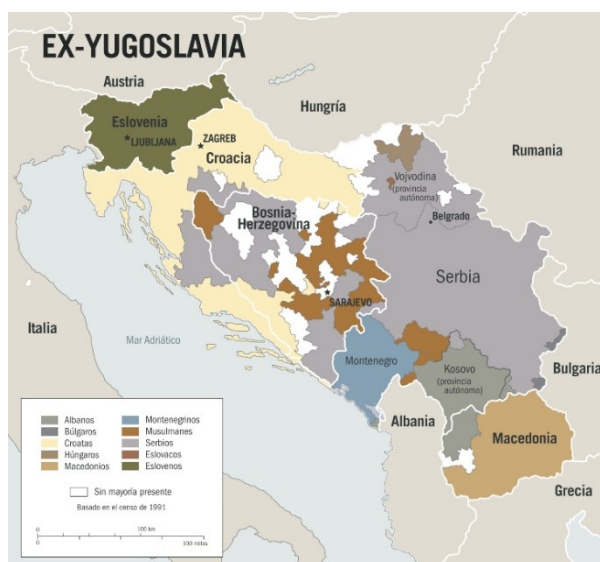 EX-YUGOSLAVIA
Austria
Hungría
Eslovenia
LJUBLJANA
ZAGREB
Croacia
Rumania
Vojvodina
(provincia
autónoma)
Belgrado
Bosnia-
Herzegovina
Serbia
SARAJEVO
Italia
Mar Adriático
Montenegro
Kosovo
(provincia
autónoma)
Bulgaria
Albania
Macedonia
Grecia
Albanos
Búlgaros
Croatas
Húngaros
Macedonios
Montenegrinos
Musulmanes
Serbios
Eslovacos
Eslovenos
Sin mayoría presente
Basado en el censo de 1991
0 100 km
0 100 millas